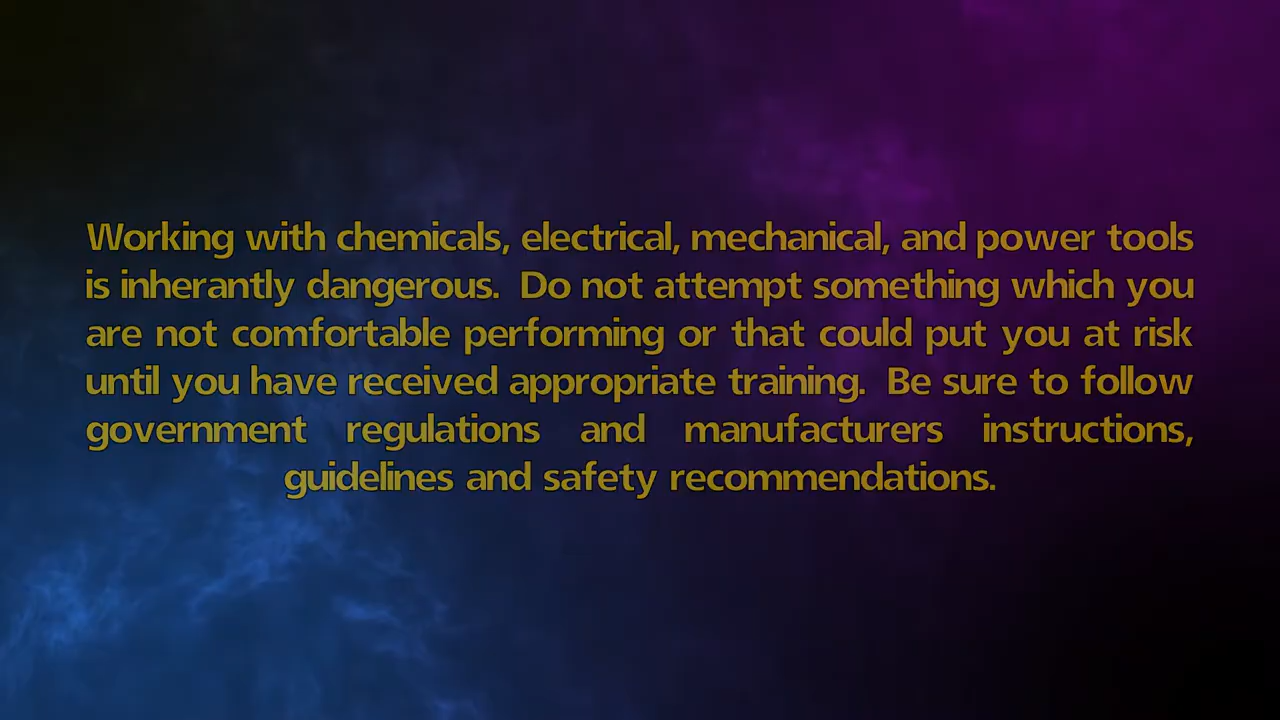 Working with chemicals, electrical, mechanical, and power tools
is inherantly dangerous. Do not attempt something which you
are not comfortable performing or that could put you at risk
until you have received appropriate training. Be sure to follow
government regulations and manufacturers instructions,
guidelines and safety recommendations.